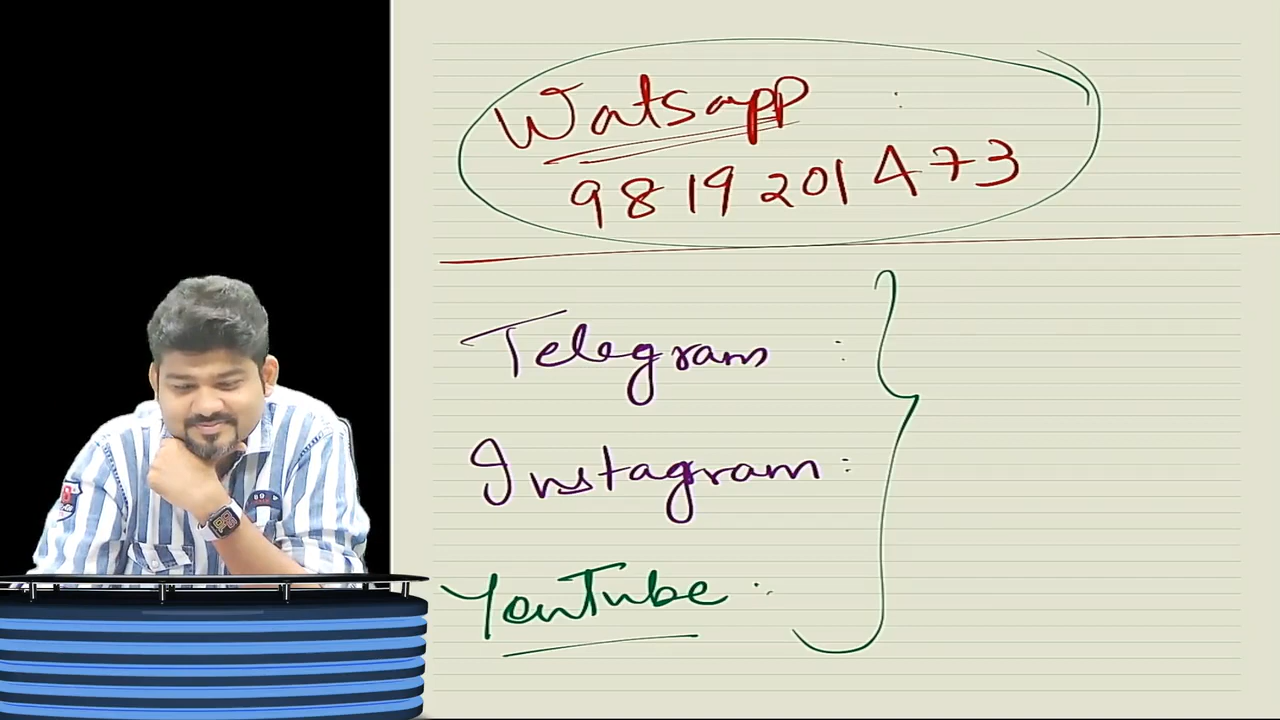 Watsapp :
9819201473
Telegram :
Instagram :
YouTube :